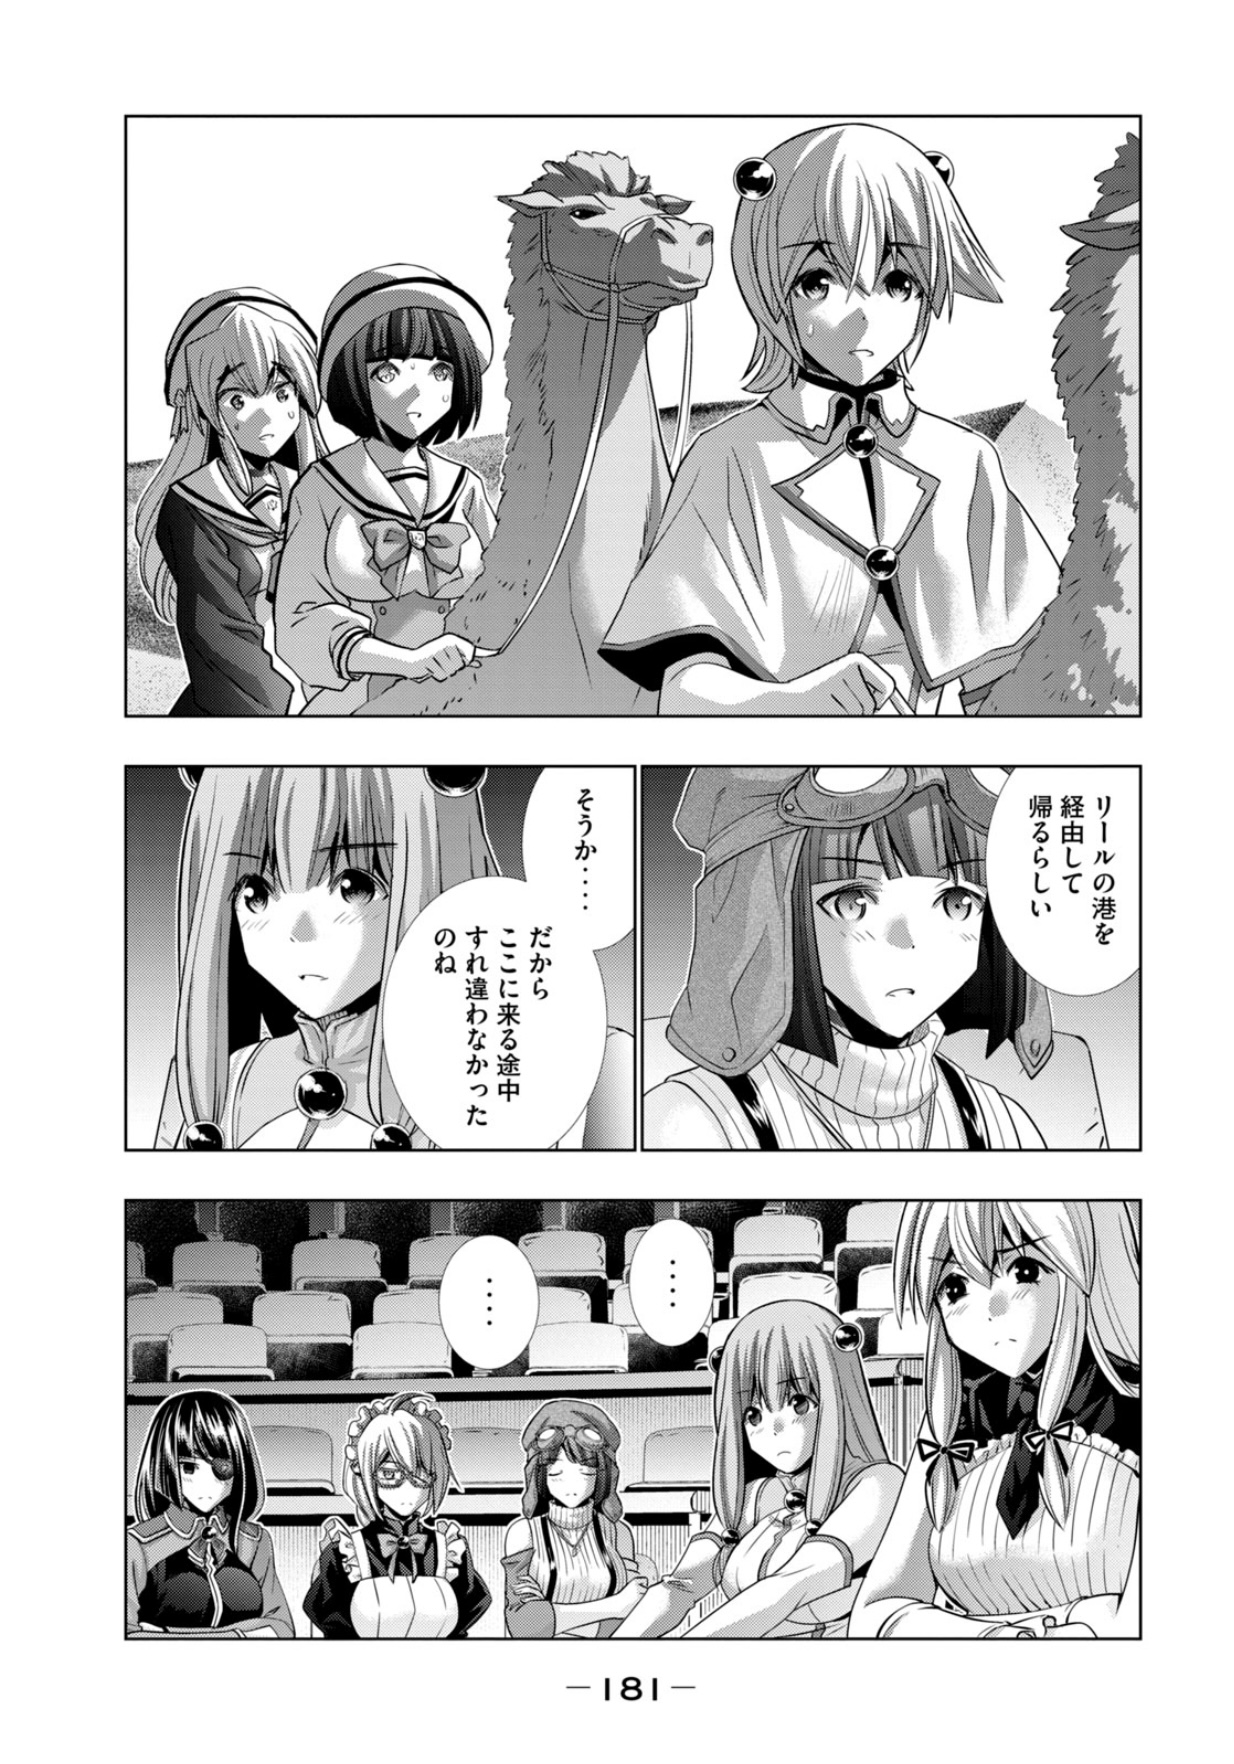 リールの港を
経由して
帰るらしい
そうか‥‥
だから
ここに来る途中
すれ違わなかった
のね
‥‥
‥‥
― 181 ―